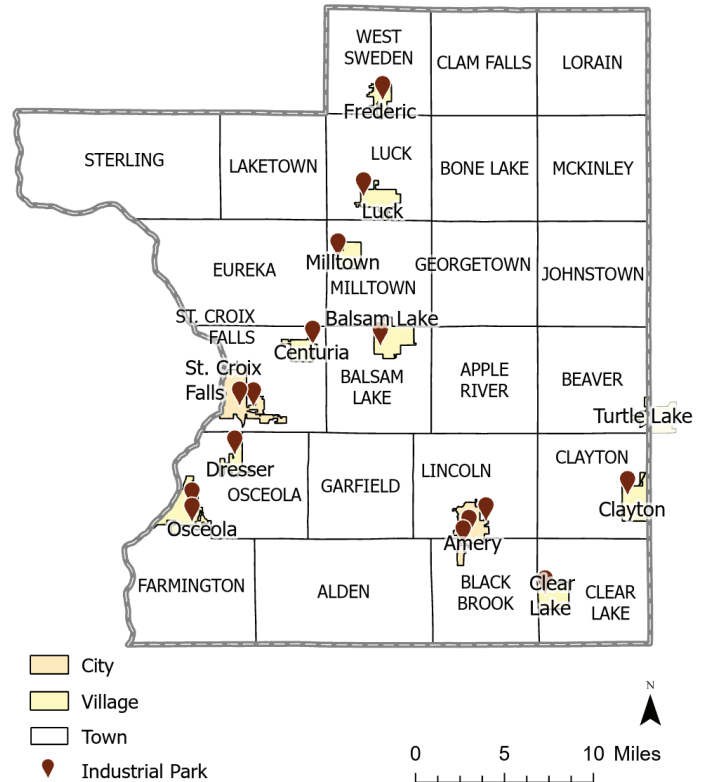 WEST
SWEDEN
CLAM FALLS
LORAIN
Frederic
STERLING
LAKETOWN
LUCK
BONE LAKE
MCKINLEY
Luck
EUREKA
Milltown
MILLTOWN
GEORGETOWN
JOHNSTOWN
ST. CROIX
FALLS
Balsam Lake
Centuria
St. Croix
Falls
BALSAM
LAKE
APPLE
RIVER
BEAVER
Turtle Lake
Dresser
OSCEOLA
GARFIELD
LINCOLN
CLAYTON
Clayton
Osceola
Amery
FARMINGTON
ALDEN
BLACK
BROOK
Clear
Lake
CLEAR
LAKE
City
Village
Town
Industrial Park
N
0 5 10 Miles